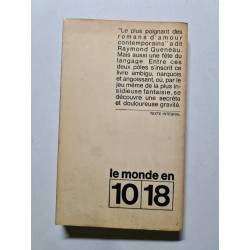 "Le plus poignant des
romans d'amour
contemporains" a dit
Raymond Queneau.
Mais aussi une fête du
langage. Entre ces
deux pôles s'inscrit ce
livre ambigu, narquois
et angoissant, où, par le
jeu même de la plus in-
sidieuse fantaisie, se
découvre une secrète
et douloureuse gravité.
TEXTE INTÉGRAL
le monde en
10 18